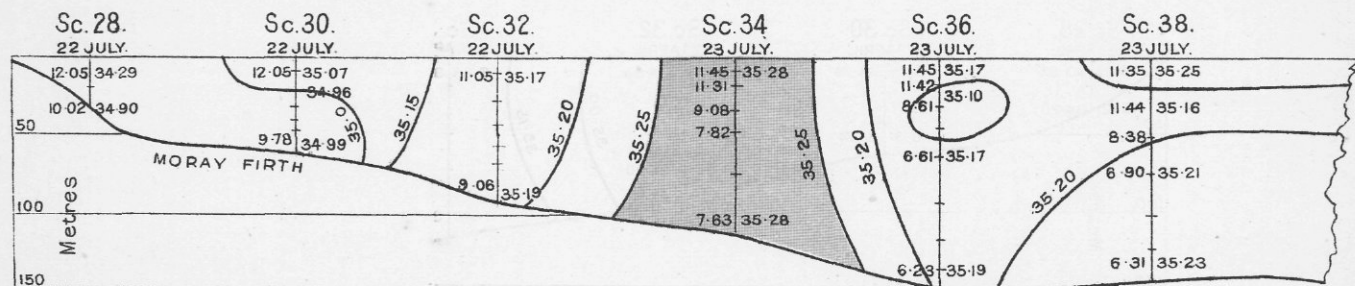 Sc. 28. Sc. 30. Sc. 32. Sc. 34 Sc. 36 Sc. 38.
22 JULY. 22 JULY. 22 JULY. 23 JULY. 23 JULY. 23 JULY.
12·05 34·29 12·05 35·07 11·05 35·17 11·45 35·28 11·45 35·17 11·35 35·25
34·96 11·31 11·42 35·10
10·02 34·90 9·08 8·61 11·44 35·16
35·0 35·15 35·20 35·25 7·82 35·25 35·20
50 9·78 34·99 8·38
MORAY FIRTH 6·61 35·17
9·06 35·19 35·20 6·90 35·21
100 7·63 35·28
Metres
6·23 35·19 6·31 35·23
150